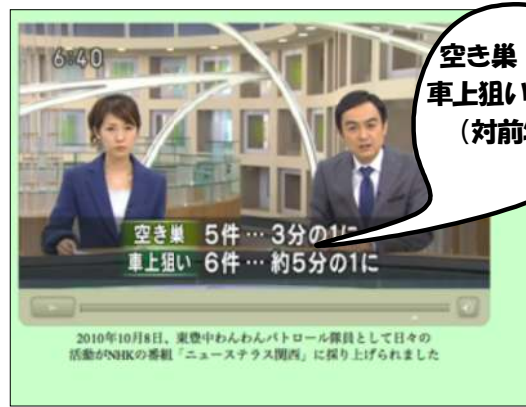 6:40
空き巣
車上狙い
(対前
空き巣 5件… 3分の1に
車上狙い 6件… 約5分の1に
2010年10月8日、東豊中わんわんパトロール隊員として日々の
活動がNHKの番組「ニューステラス関西」に採り上げられました